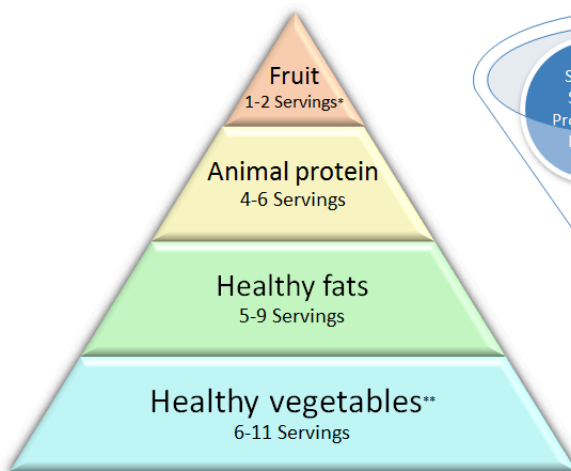 Fruit
1-2 Servings*
Animal protein
4-6 Servings
Healthy fats
5-9 Servings
Healthy vegetables**
6-11 Servings